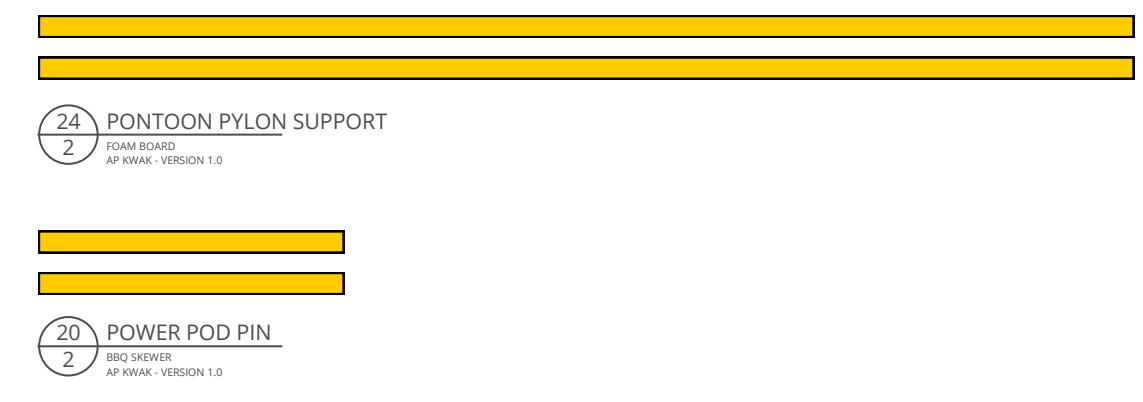 24 PONTOON PYLON SUPPORT
2 FOAM BOARD
AP KWAK - VERSION 1.0
20 POWER POD PIN
2 BBQ SKEWER
AP KWAK - VERSION 1.0